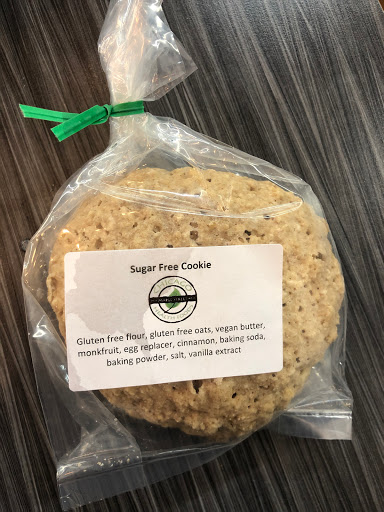 Sugar Free Cookie
CHICAGO
Gluten free flour, gluten free oats, vegan butter,
monkfruit, egg replacer, cinnamon, baking soda,
baking powder, salt, vanilla extract